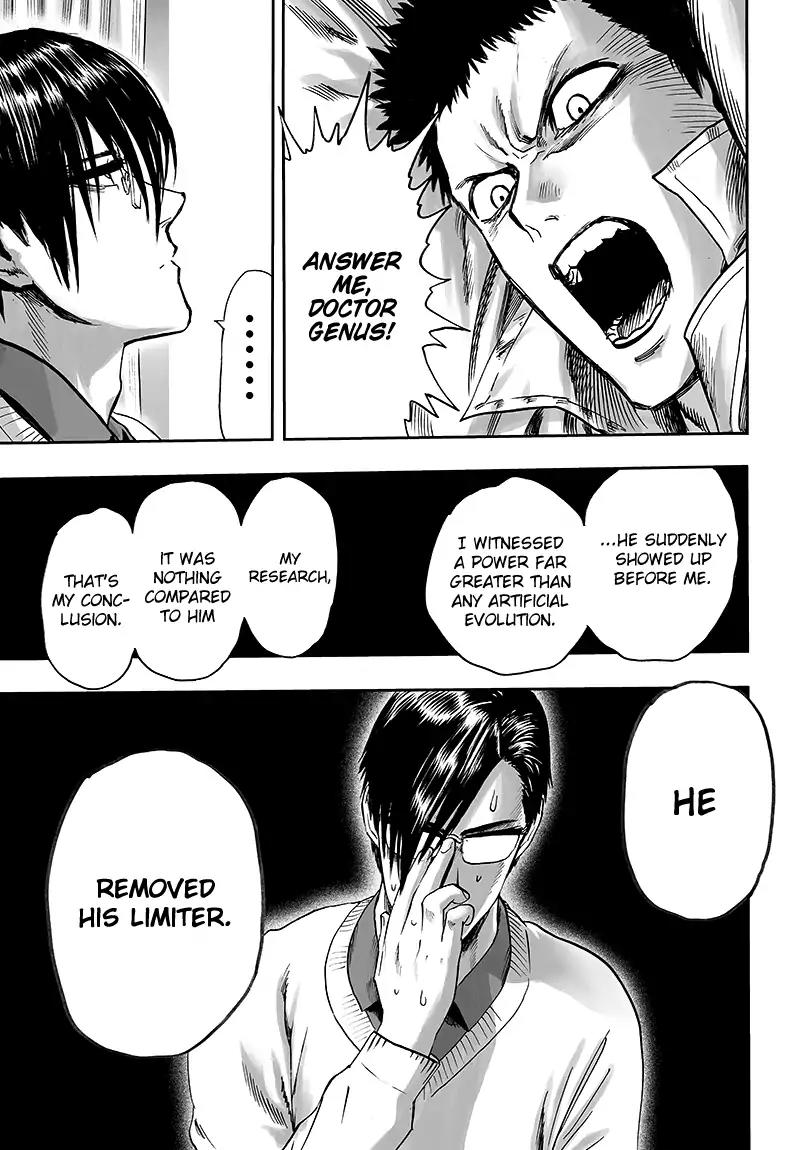 ANSWER
ME,
DOCTOR
GENUS!
.....
...HE SUDDENLY
SHOWED UP
BEFORE ME.
I WITNESSED
A POWER FAR
GREATER THAN
ANY ARTIFICIAL
EVOLUTION.
MY
RESEARCH,
IT WAS
NOTHING
COMPARED
TO HIM
THAT'S
MY CONC-
LUSION.
HE
REMOVED
HIS LIMITER.